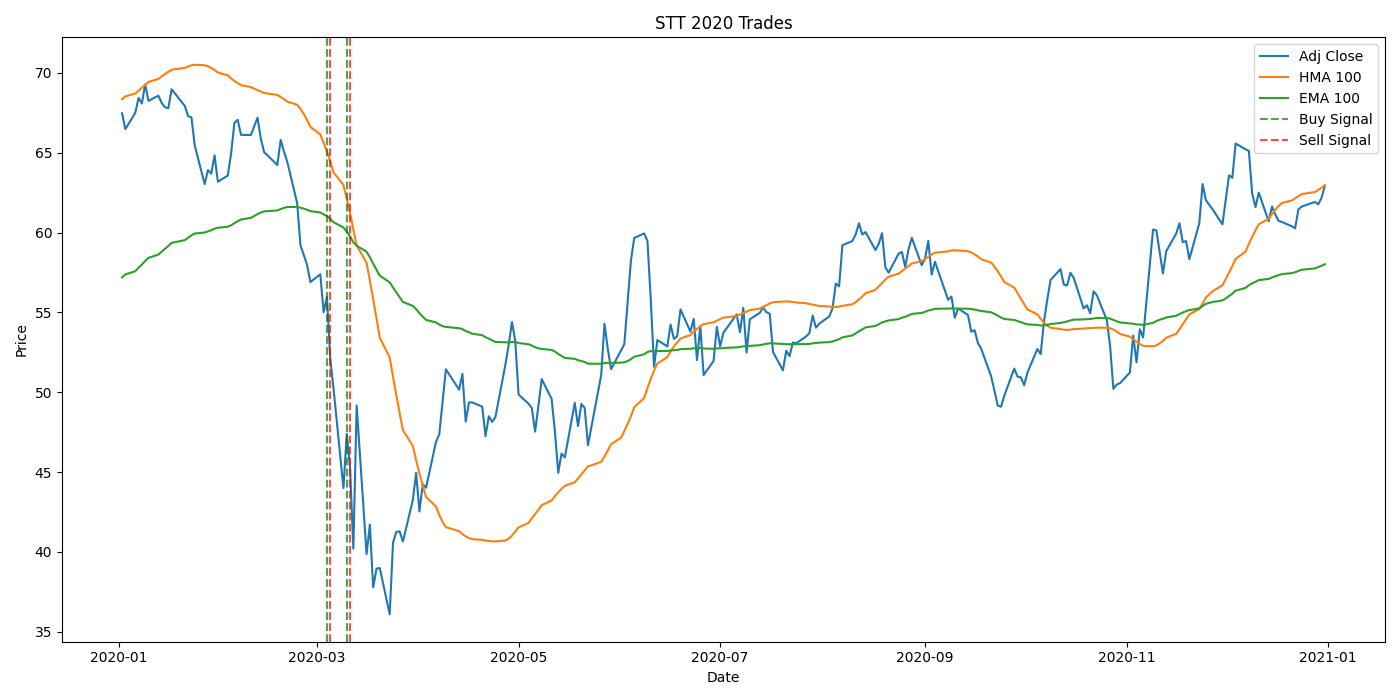 STT 2020 Trades
70
65
60
55
50
45
40
35
Price
2020-01
2020-03
2020-05
2020-07
2020-09
2020-11
2021-01
Date
Adj Close
HMA 100
EMA 100
Buy Signal
Sell Signal